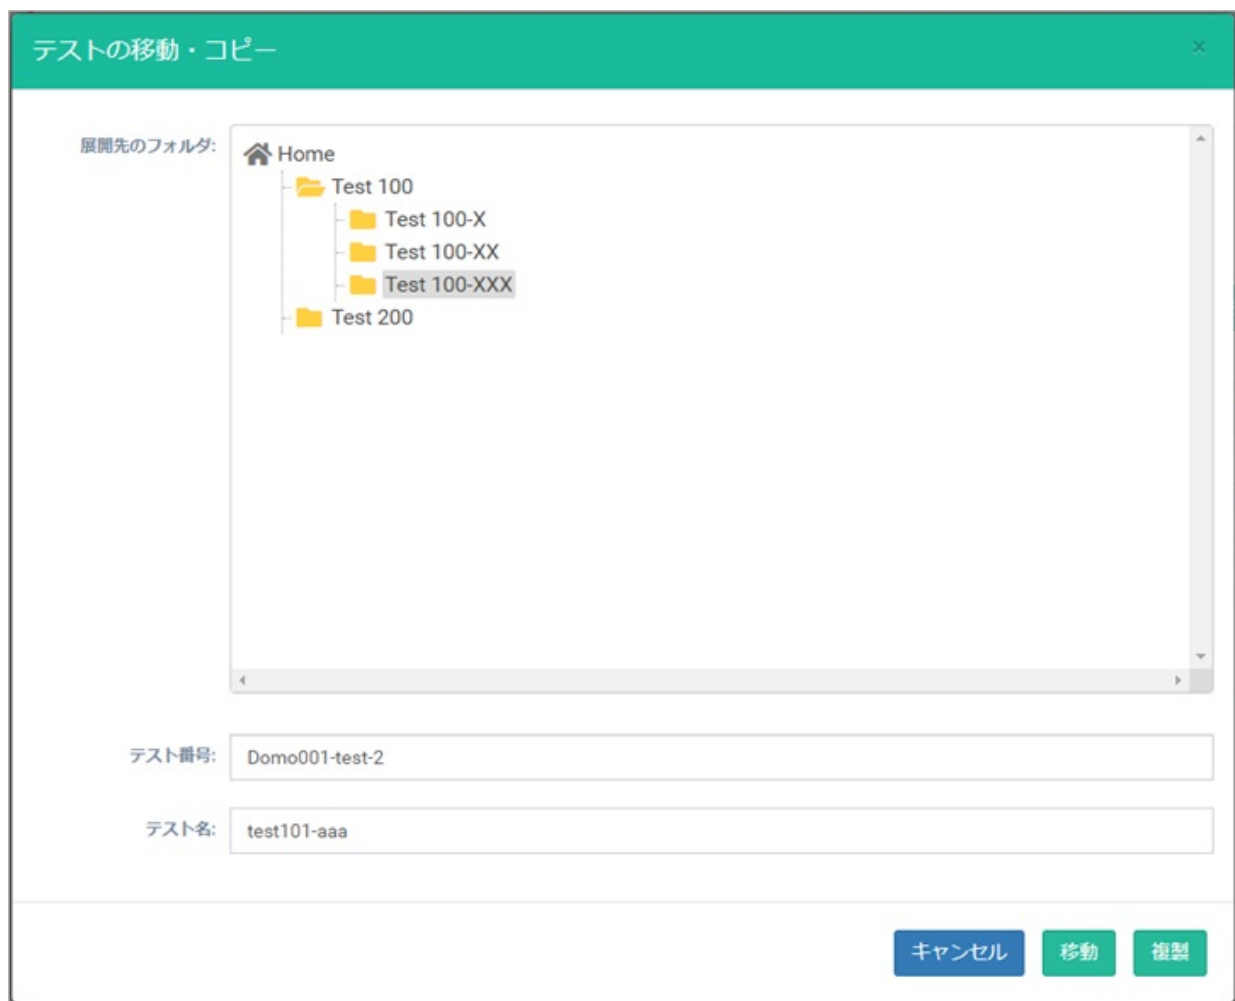 テストの移動・コピー
×
展開先のフォルダ:
Home
Test 100
Test 100-X
Test 100-XX
Test 100-XXX
Test 200
テスト番号: Domo001-test-2
テスト名: test101-aaa
キャンセル 移動 複製